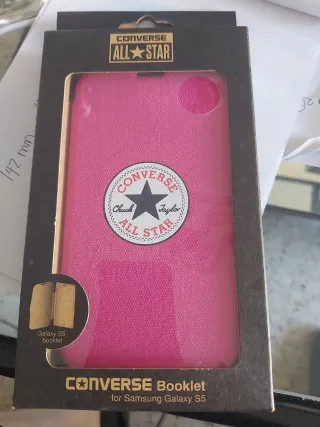 CONVERSE
ALL★STAR
CONVERSE
Chuck Taylor
ALL STAR
Galaxy S5
booklet
CONVERSE Booklet
for Samsung Galaxy S5
142 mm